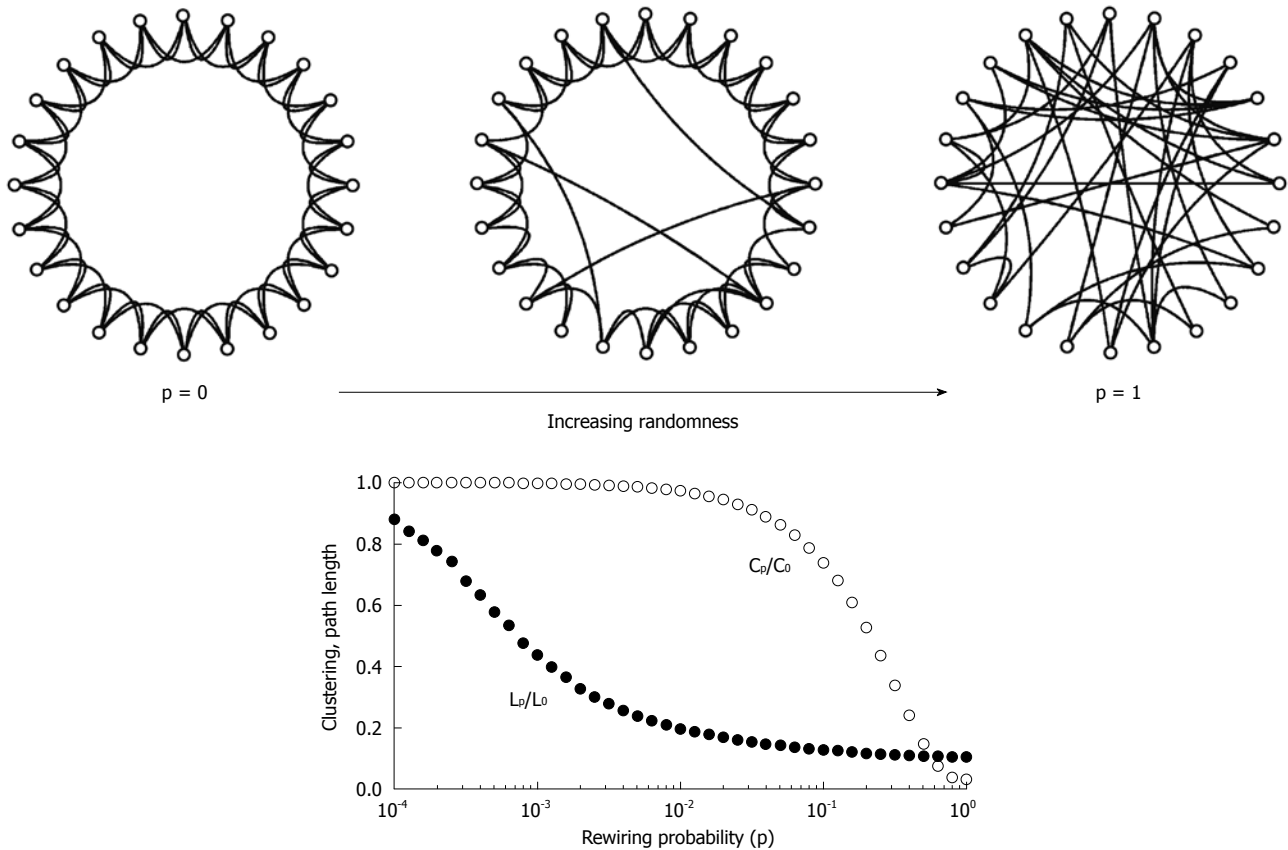 p = 0
p = 1
Increasing randomness
Clustering, path length
1.0
0.8
0.6
0.4
0.2
0.0
Cₚ/C₀
Lₚ/L₀
10⁻⁴ 10⁻³ 10⁻² 10⁻¹ 10⁰
Rewiring probability (p)